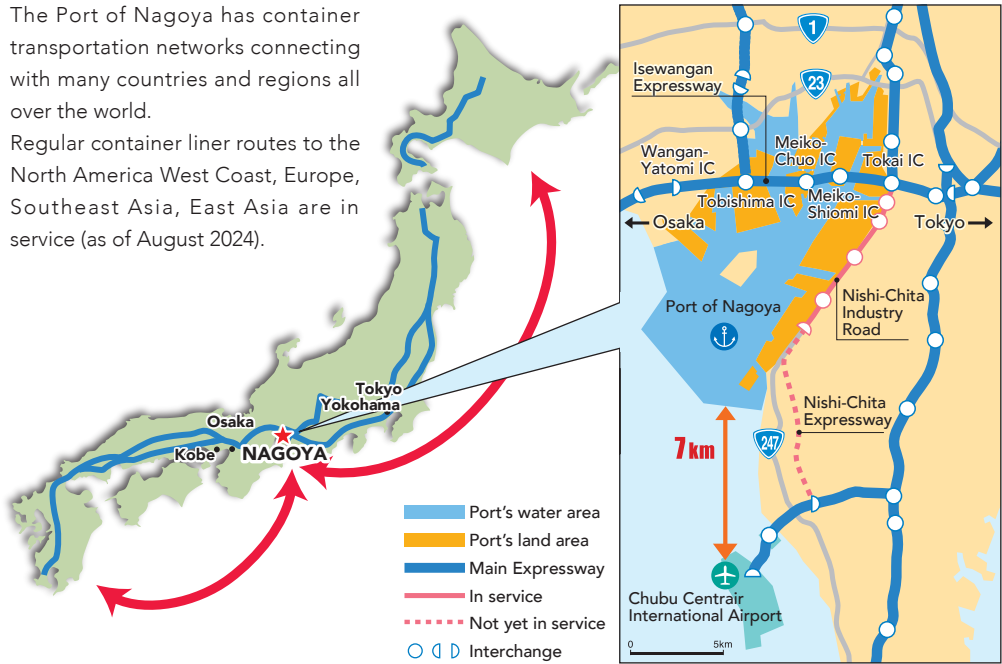 The Port of Nagoya has container
transportation networks connecting
with many countries and regions all
over the world.
Regular container liner routes to the
North America West Coast, Europe,
Southeast Asia, East Asia are in
service (as of August 2024).
Tokyo
Yokohama
Osaka
Kobe
NAGOYA
Port's water area
Port's land area
Main Expressway
In service
Not yet in service
Interchange
1
23
Isewangan
Expressway
Wangan-
Yatomi IC
Meiko-
Chuo IC
Tokai IC
Tobishima IC
Meiko-
Shiomi IC
Osaka
Tokyo
Port of Nagoya
Nishi-Chita
Industry
Road
Nishi-Chita
Expressway
247
7 km
Chubu Centrair
International Airport
0 5km